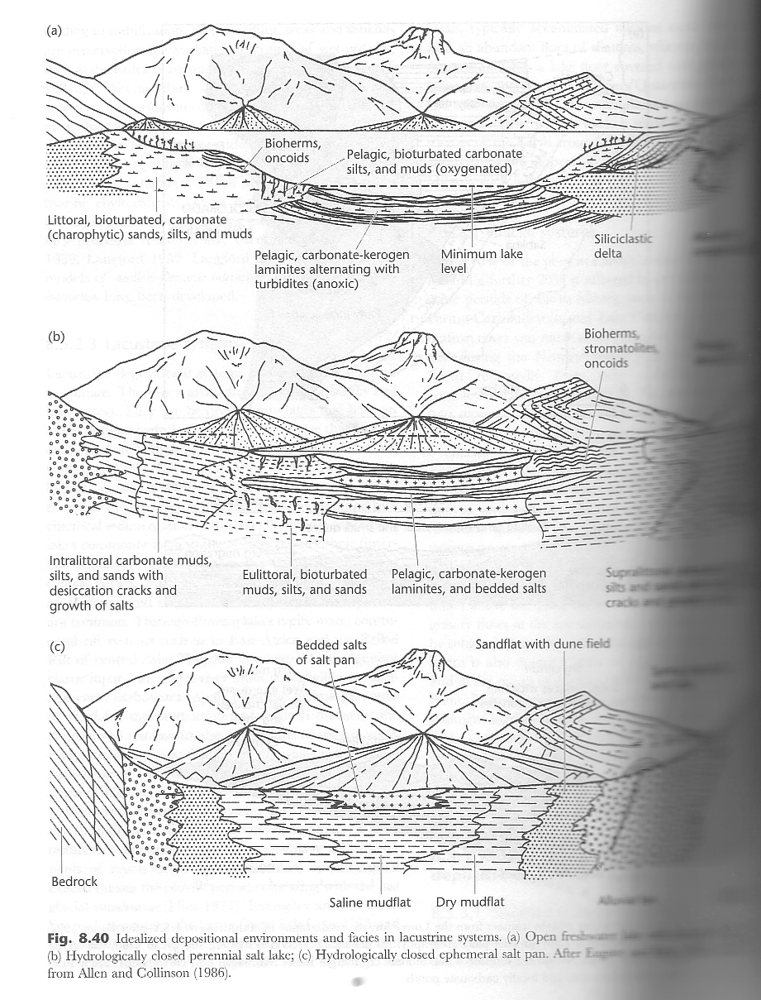 (a)
Bioherms,
oncoids
Pelagic, bioturbated carbonate
silts, and muds (oxygenated)
Littoral, bioturbated, carbonate
(charophytic) sands, silts, and muds
Pelagic, carbonate-kerogen
laminites alternating with
turbidites (anoxic)
Minimum lake
level
Siliciclastic
delta
(b)
Bioherms,
stromatolites,
oncoids
Intralittoral carbonate muds,
silts, and sands with
desiccation cracks and
growth of salts
Eulittoral, bioturbated
muds, silts, and sands
Pelagic, carbonate-kerogen
laminites, and bedded salts
(c)
Bedded salts
of salt pan
Sandflat with dune field
Bedrock
Saline mudflat
Dry mudflat
Fig. 8.40 Idealized depositional environments and facies in lacustrine systems. (a) Open freshwater
(b) Hydrologically closed perennial salt lake; (c) Hydrologically closed ephemeral salt pan. After Eugster
from Allen and Collinson (1986).